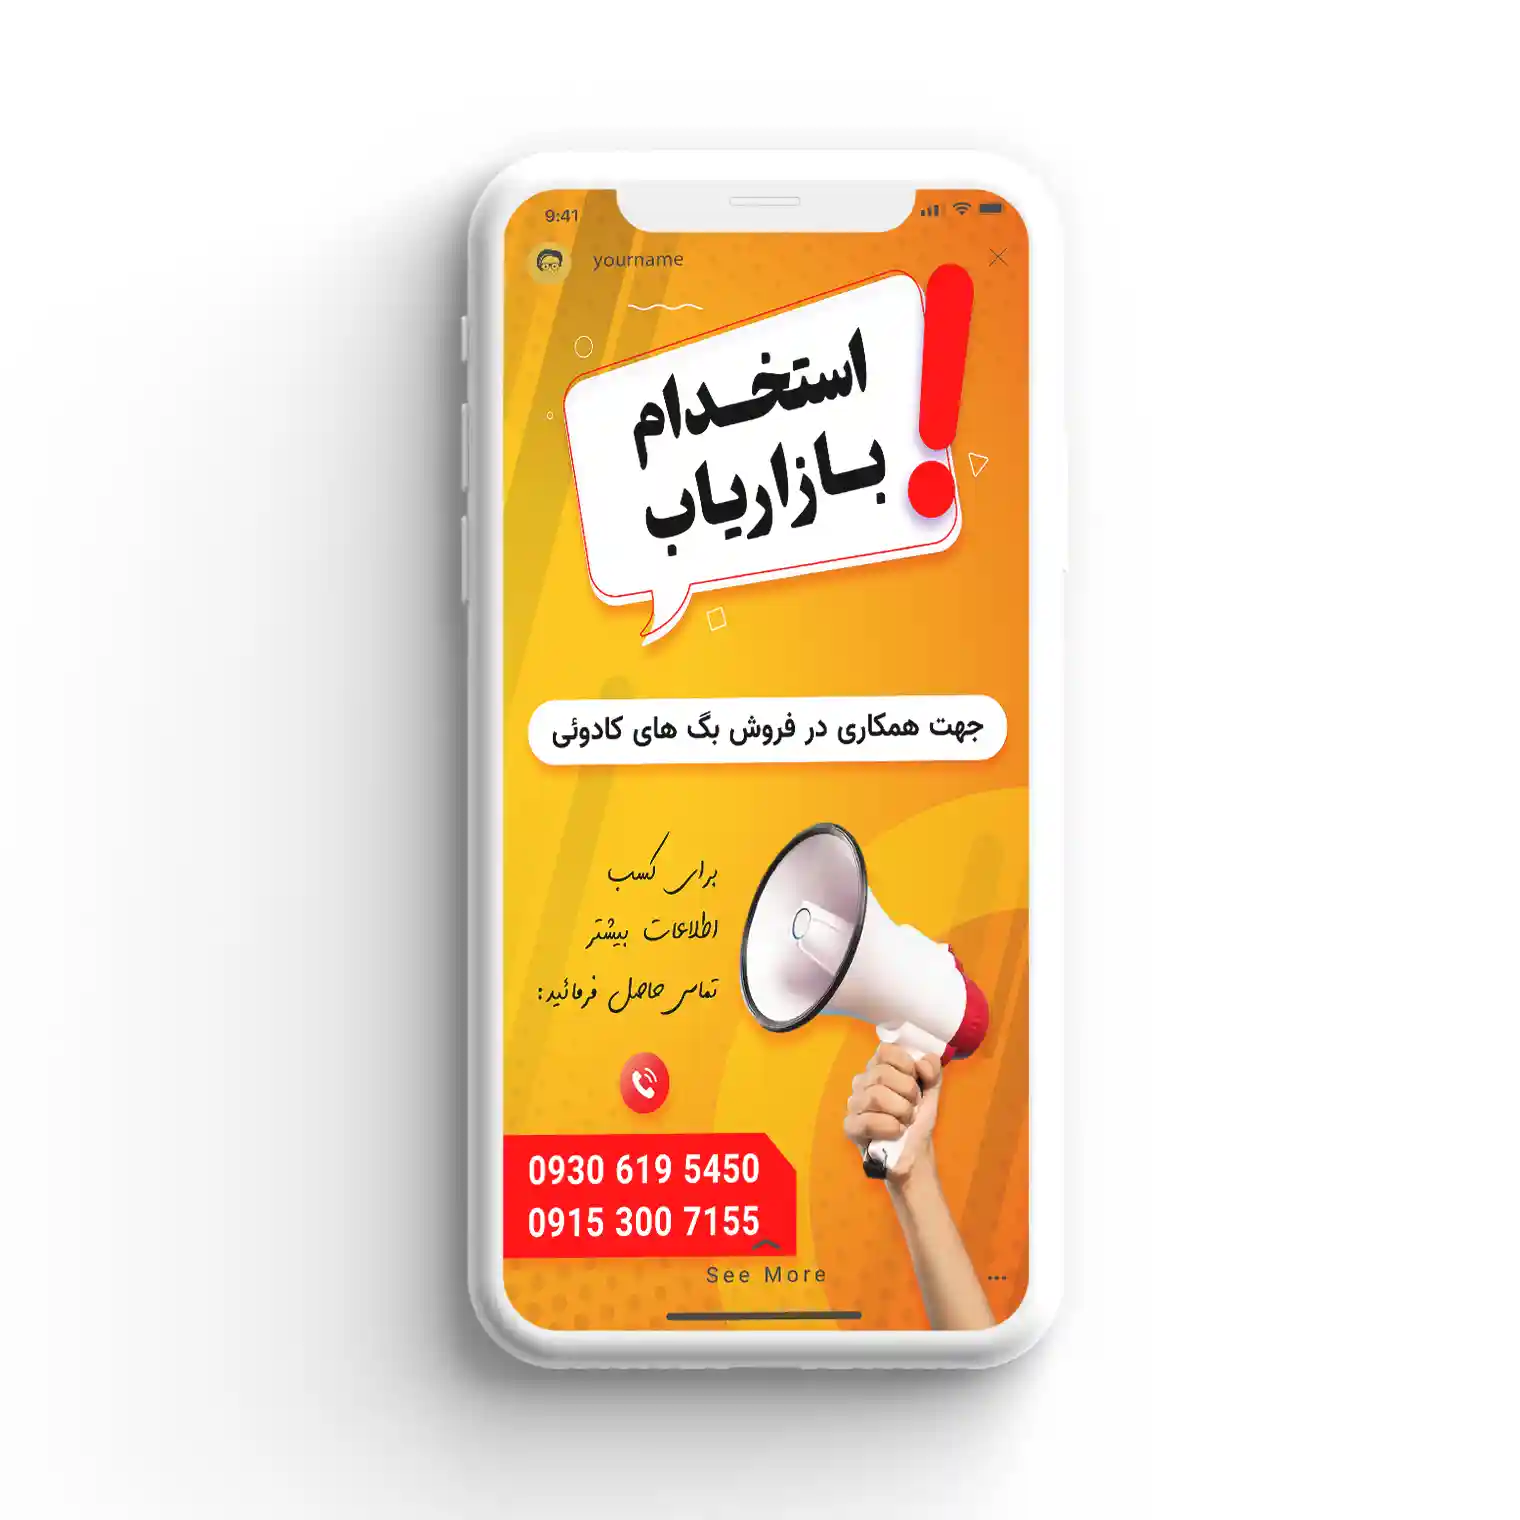 9:41
yourname
استخدام
بازاریاب
!
جهت همکاری در فروش بگ های کادوئی
برای کسب
اطلاعات بیشتر
تماس حاصل فرمائید:
0930 619 5450
0915 300 7155
See More